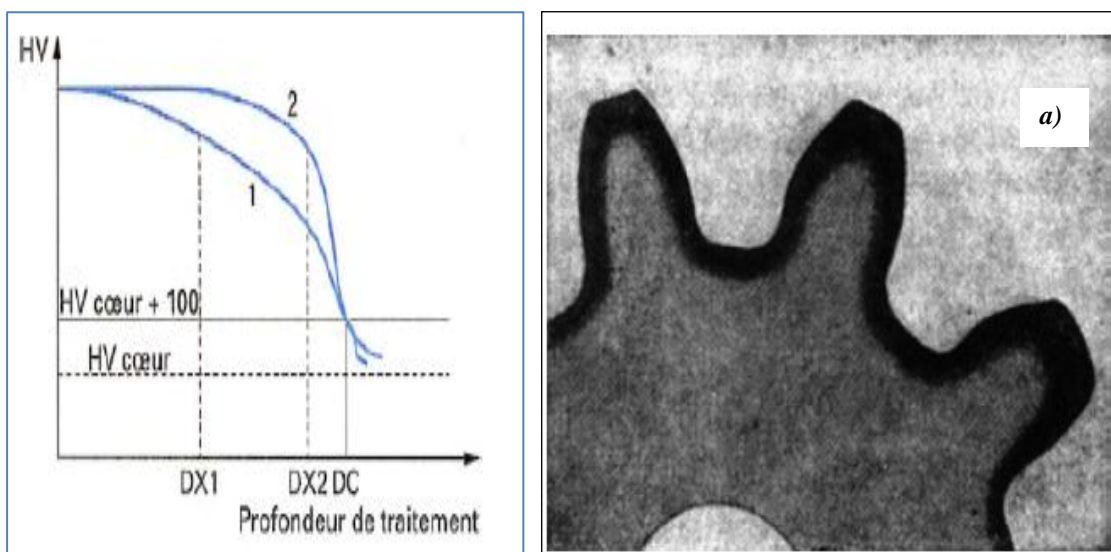 HV
2
1
HV cœur + 100
HV cœur
DX1 DX2 DC
Profondeur de traitement
a)